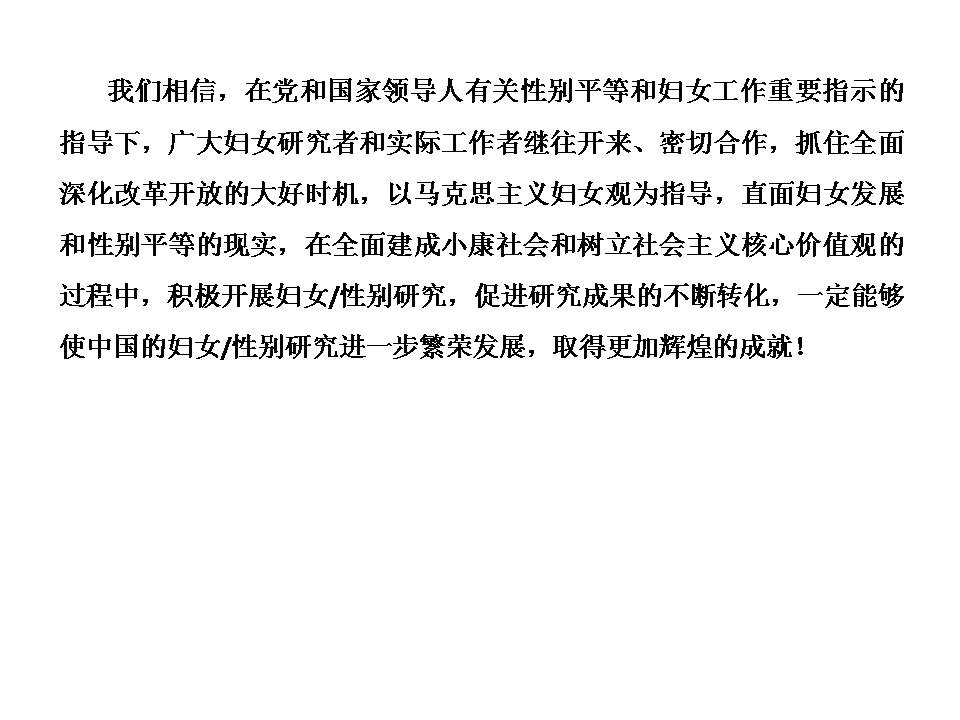 我们相信，在党和国家领导人有关性别平等和妇女工作重要指示的
指导下，广大妇女研究者和实际工作者继往开来、密切合作，抓住全面
深化改革开放的大好时机，以马克思主义妇女观为指导，直面妇女发展
和性别平等的现实，在全面建成小康社会和树立社会主义核心价值观的
过程中，积极开展妇女/性别研究，促进研究成果的不断转化，一定能够
使中国的妇女/性别研究进一步繁荣发展，取得更加辉煌的成就！